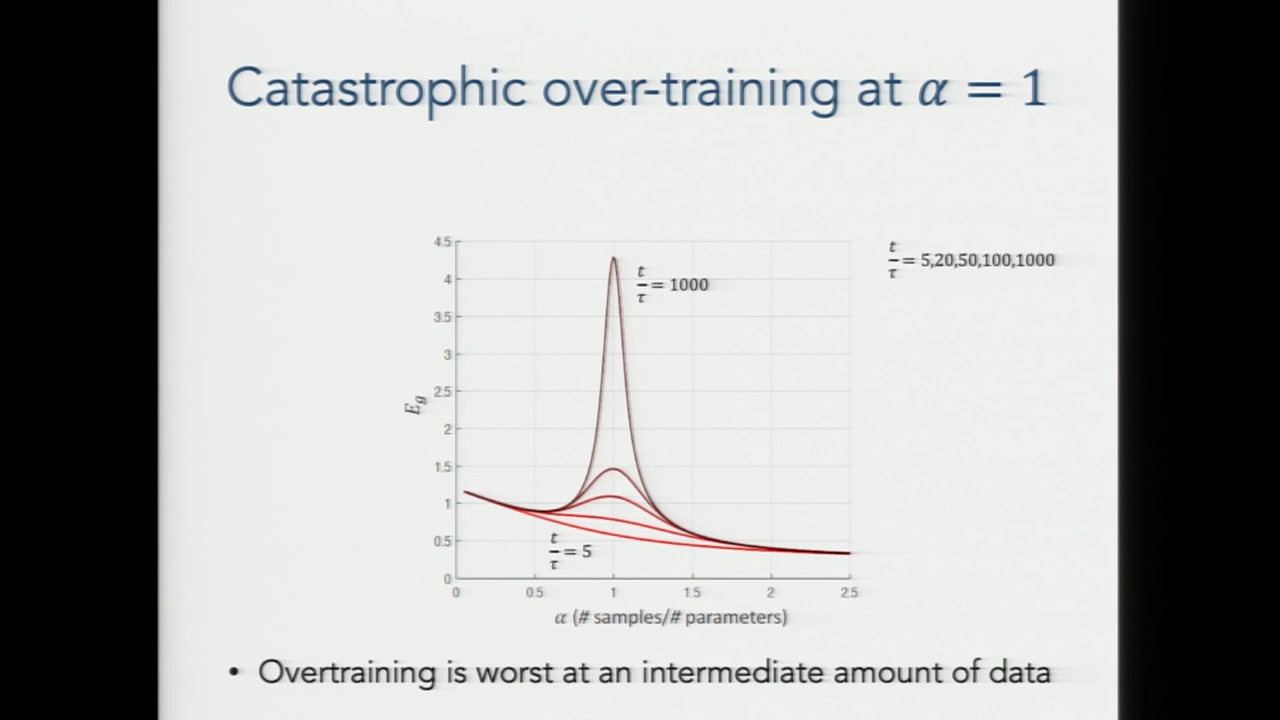 Catastrophic over-training at α = 1
4.5
4
3.5
3
2.5
2
1.5
1
0.5
0
E_g
t/τ = 1000
t/τ = 5,20,50,100,1000
t/τ = 5
0 0.5 1 1.5 2 2.5
α (# samples/# parameters)
• Overtraining is worst at an intermediate amount of data